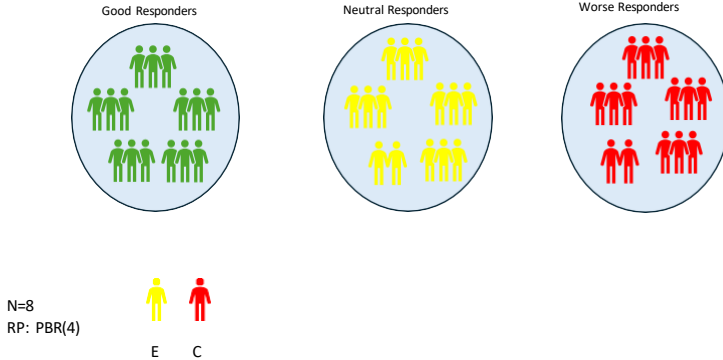 Good Responders
Neutral Responders
Worse Responders
N=8
RP: PBR(4)
E
C